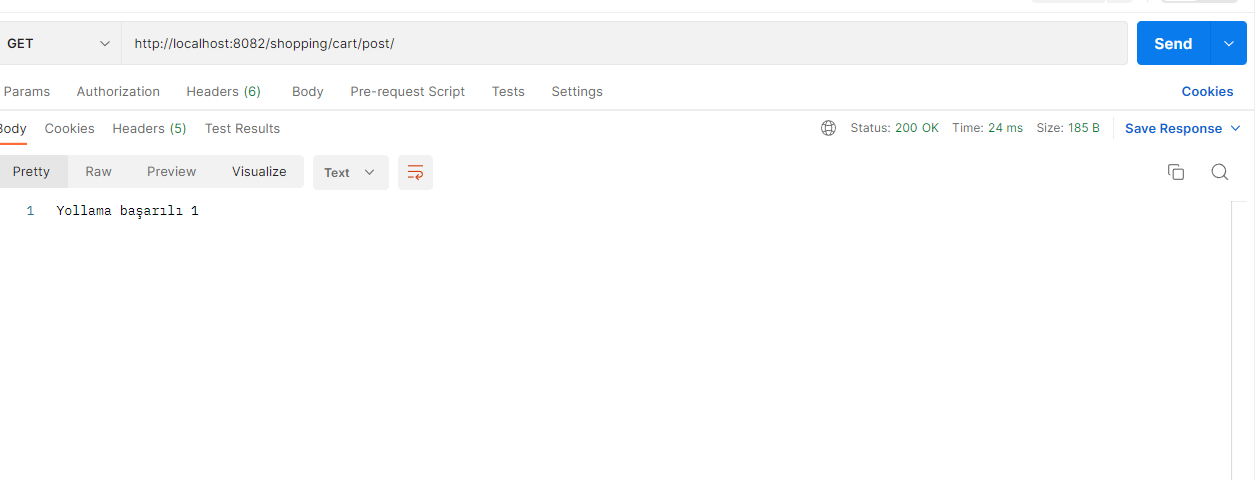 GET http://localhost:8082/shopping/cart/post/ Send
Params Authorization Headers (6) Body Pre-request Script Tests Settings Cookies
Body Cookies Headers (5) Test Results Status: 200 OK Time: 24 ms Size: 185 B Save Response
Pretty Raw Preview Visualize Text
1 Yollama başarılı 1